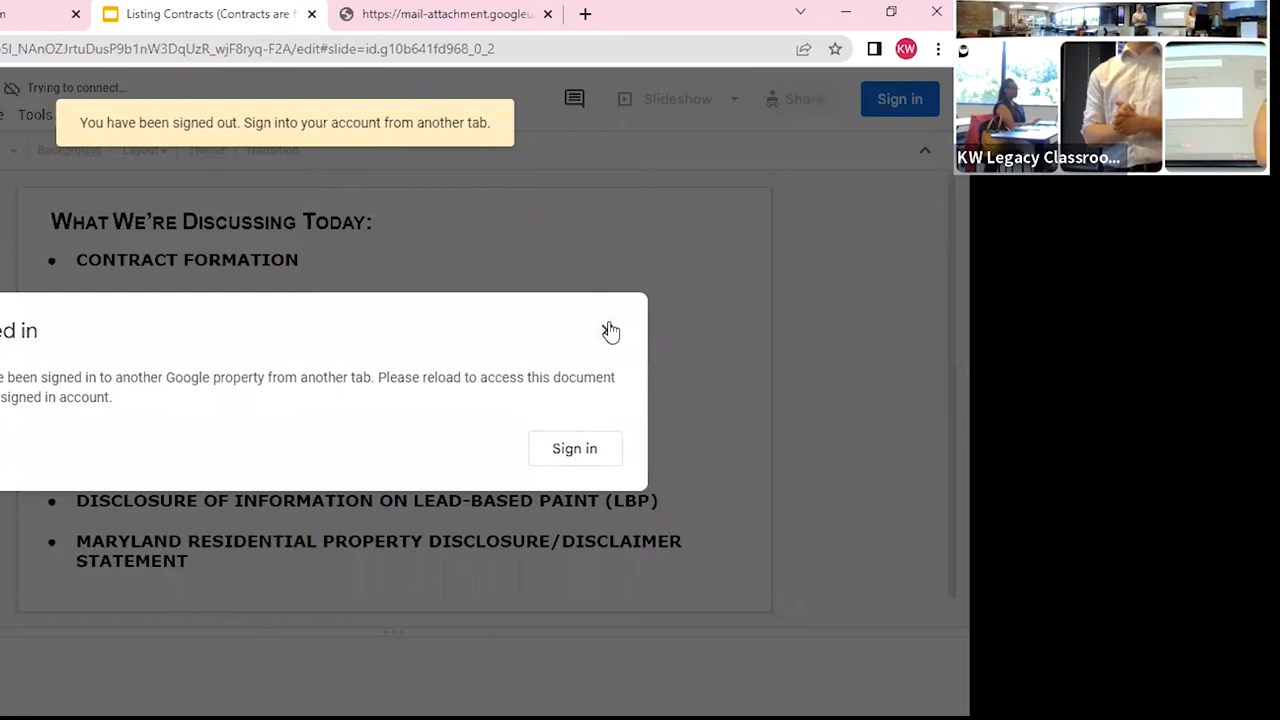 Listing Contracts (Contracts are
https://mail-attachment.googleu
5I_NAnOZJrtuDusP9b1nW3DqUzR_wjF8ryq-F2A/edit#slide=id.g10b641fd968_0_2
KW
Trying to connect...
Tools
You have been signed out. Sign into your account from another tab.
Slideshow
Share
Sign in
Background
Layout
Theme
Transition
KW Legacy Classroo...
WHAT WE'RE DISCUSSING TODAY:
• CONTRACT FORMATION
ed in
e been signed in to another Google property from another tab. Please reload to access this document
signed in account.
Sign in
• DISCLOSURE OF INFORMATION ON LEAD-BASED PAINT (LBP)
• MARYLAND RESIDENTIAL PROPERTY DISCLOSURE/DISCLAIMER
STATEMENT